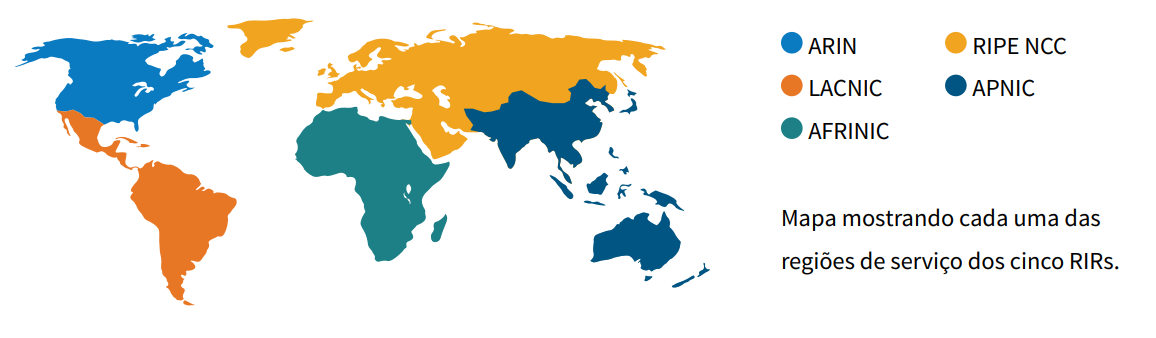 ARIN
RIPE NCC
LACNIC
APNIC
AFRINIC
Mapa mostrando cada uma das
regiões de serviço dos cinco RIRs.